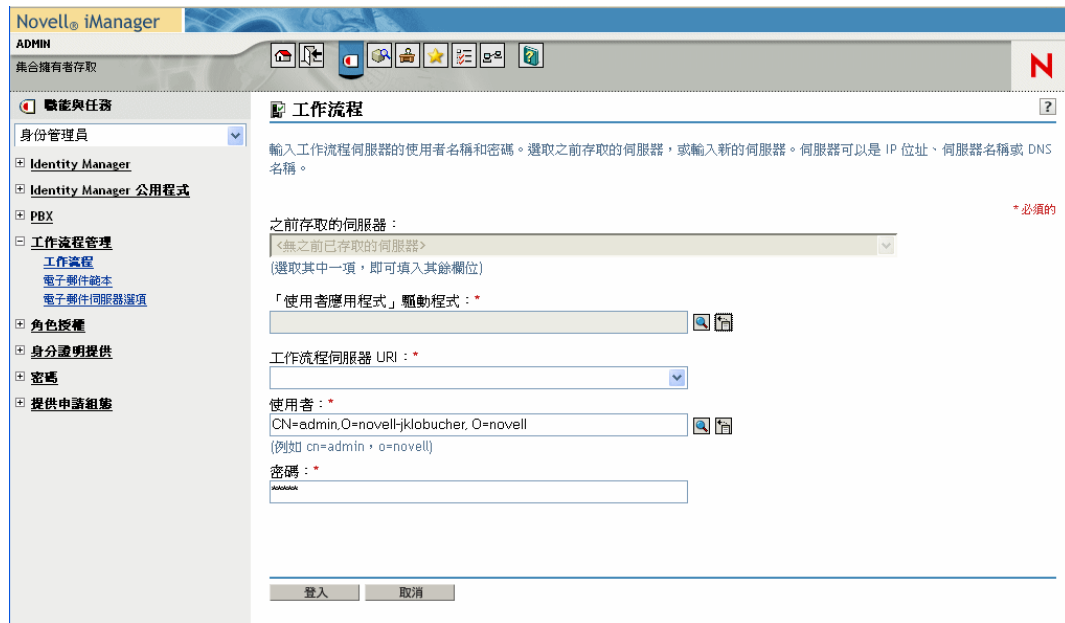 Novell® iManager
ADMIN
集合擁有者存取
N
職能與任務
身份管理員
Identity Manager
Identity Manager 公用程式
PBX
工作流程管理
工作流程
電子郵件範本
電子郵件伺服器選項
角色授權
身分證明提供
密碼
提供申請組態
工作流程
?
輸入工作流程伺服器的使用者名稱和密碼。選取之前存取的伺服器，或輸入新的伺服器。伺服器可以是 IP 位址、伺服器名稱或 DNS
名稱。
*必須的
之前存取的伺服器：
<無之前已存取的伺服器>
(選取其中一項，即可填入其餘欄位)
「使用者應用程式」驅動程式：*
工作流程伺服器 URI：*
使用者：*
CN=admin,O=novell-jklobucher, O=novell
(例如 cn=admin，o=novell)
密碼：*
*****
登入
取消